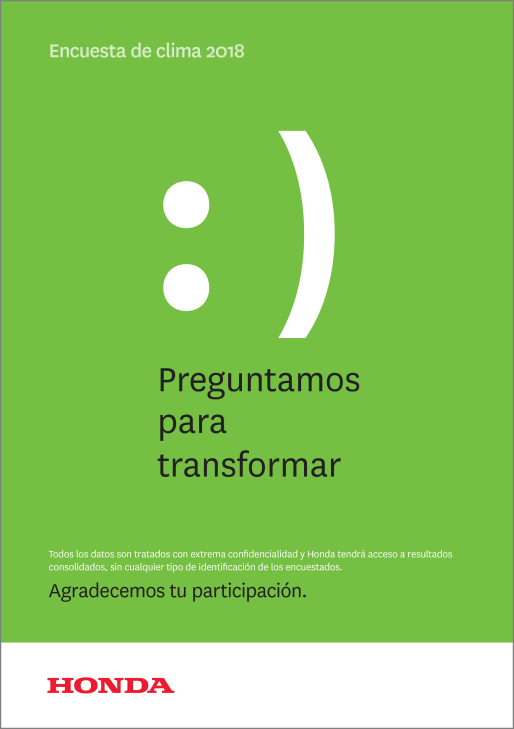 Encuesta de clima 2018
:)
Preguntamos
para
transformar
Todos los datos son tratados con extrema confidencialidad y Honda tendrá acceso a resultados
consolidados, sin cualquier tipo de identificación de los encuestados.
Agradecemos tu participación.
HONDA